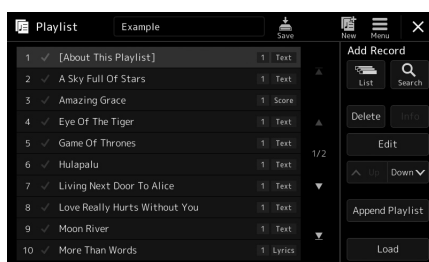 Playlist Example Save New Menu
Add Record
1 [About This Playlist] 1 Text
2 A Sky Full Of Stars 1 Text
List Search
3 Amazing Grace 1 Score
4 Eye Of The Tiger 1 Text
Delete Info
5 Game Of Thrones 1 Text
Edit
1/2
6 Hulapalu 1 Text
Up Down
7 Living Next Door To Alice 1 Text
8 Love Really Hurts Without You 1 Text
Append Playlist
9 Moon River 1 Text
10 More Than Words 1 Lyrics
Load